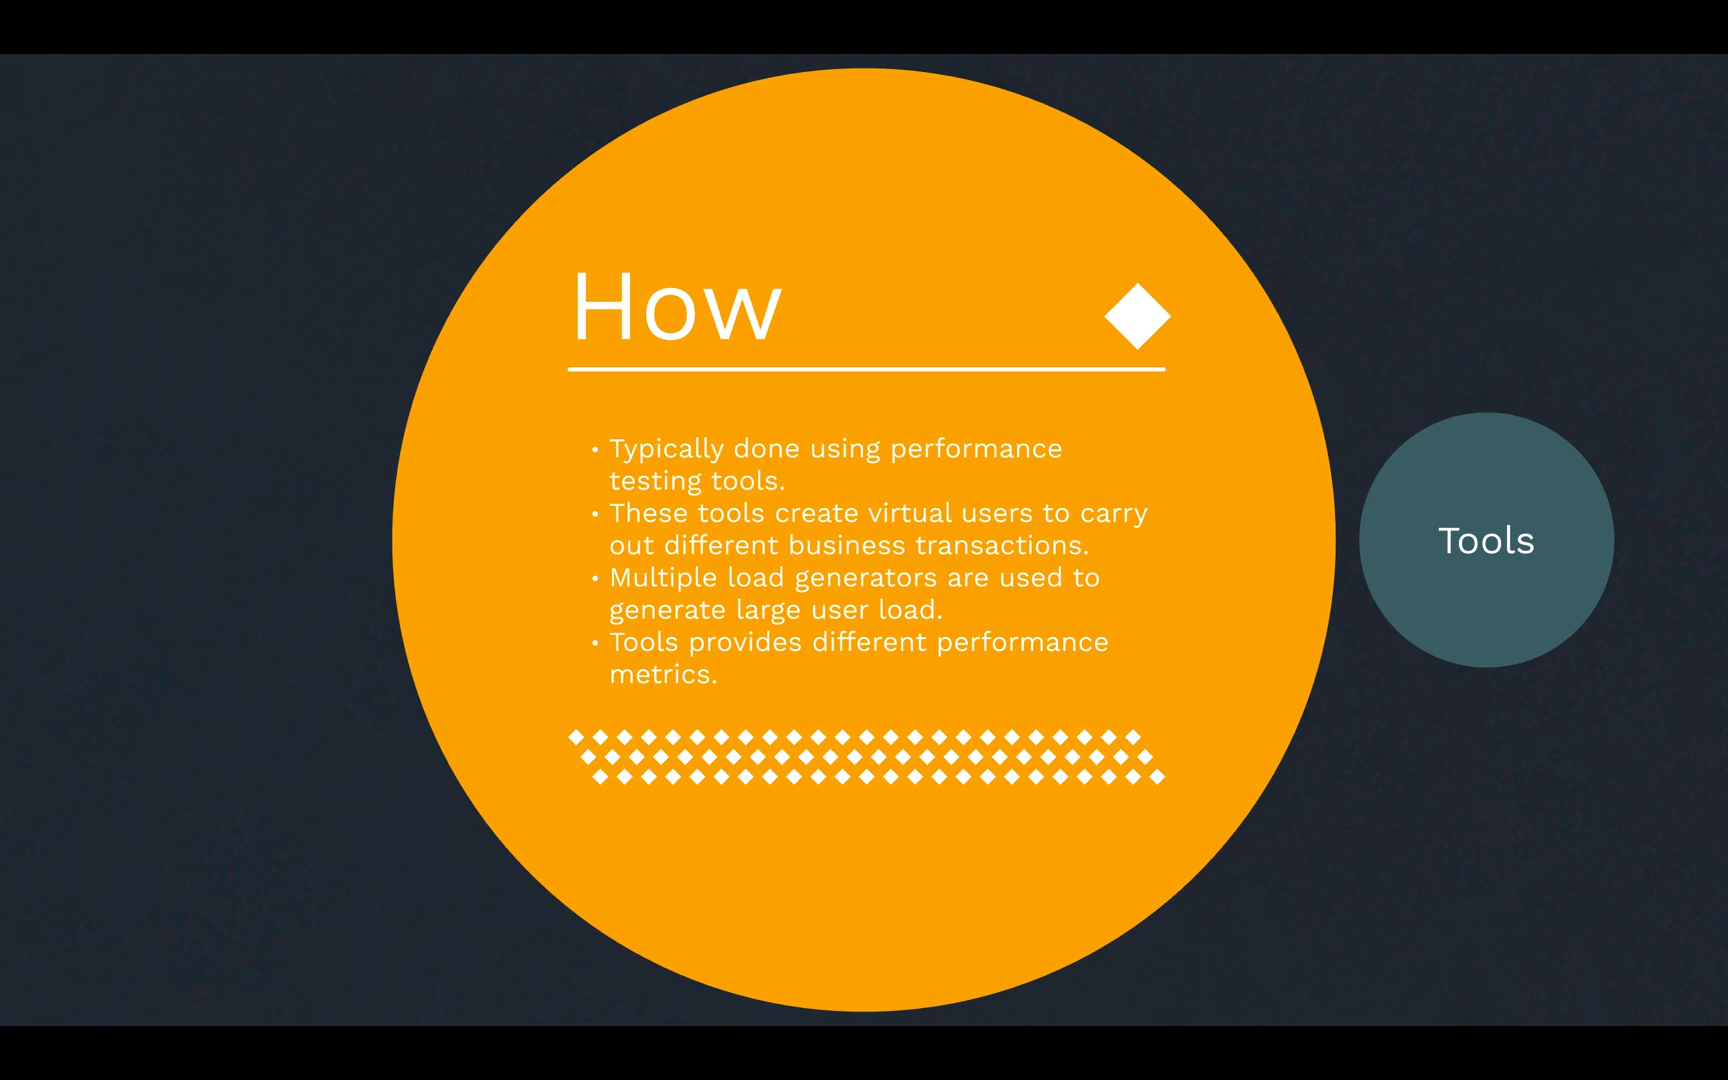 How
• Typically done using performance
testing tools.
• These tools create virtual users to carry
out different business transactions.
• Multiple load generators are used to
generate large user load.
• Tools provides different performance
metrics.
Tools